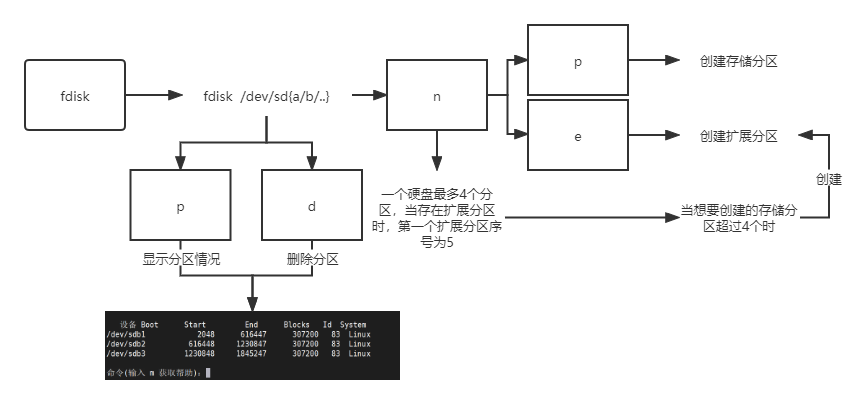 fdisk
fdisk /dev/sd{a/b/..}
n
p
创建存储分区
e
创建扩展分区
创建
p
d
一个硬盘最多4个分
区，当存在扩展分区
时，第一个扩展分区序
号为5
当想要创建的存储分
区超过4个时
显示分区情况
删除分区
设备 Boot Start End Blocks Id System
/dev/sdb1 2048 616447 307200 83 Linux
/dev/sdb2 616448 1230847 307200 83 Linux
/dev/sdb3 1230848 1845247 307200 83 Linux
命令(输入 m 获取帮助)：